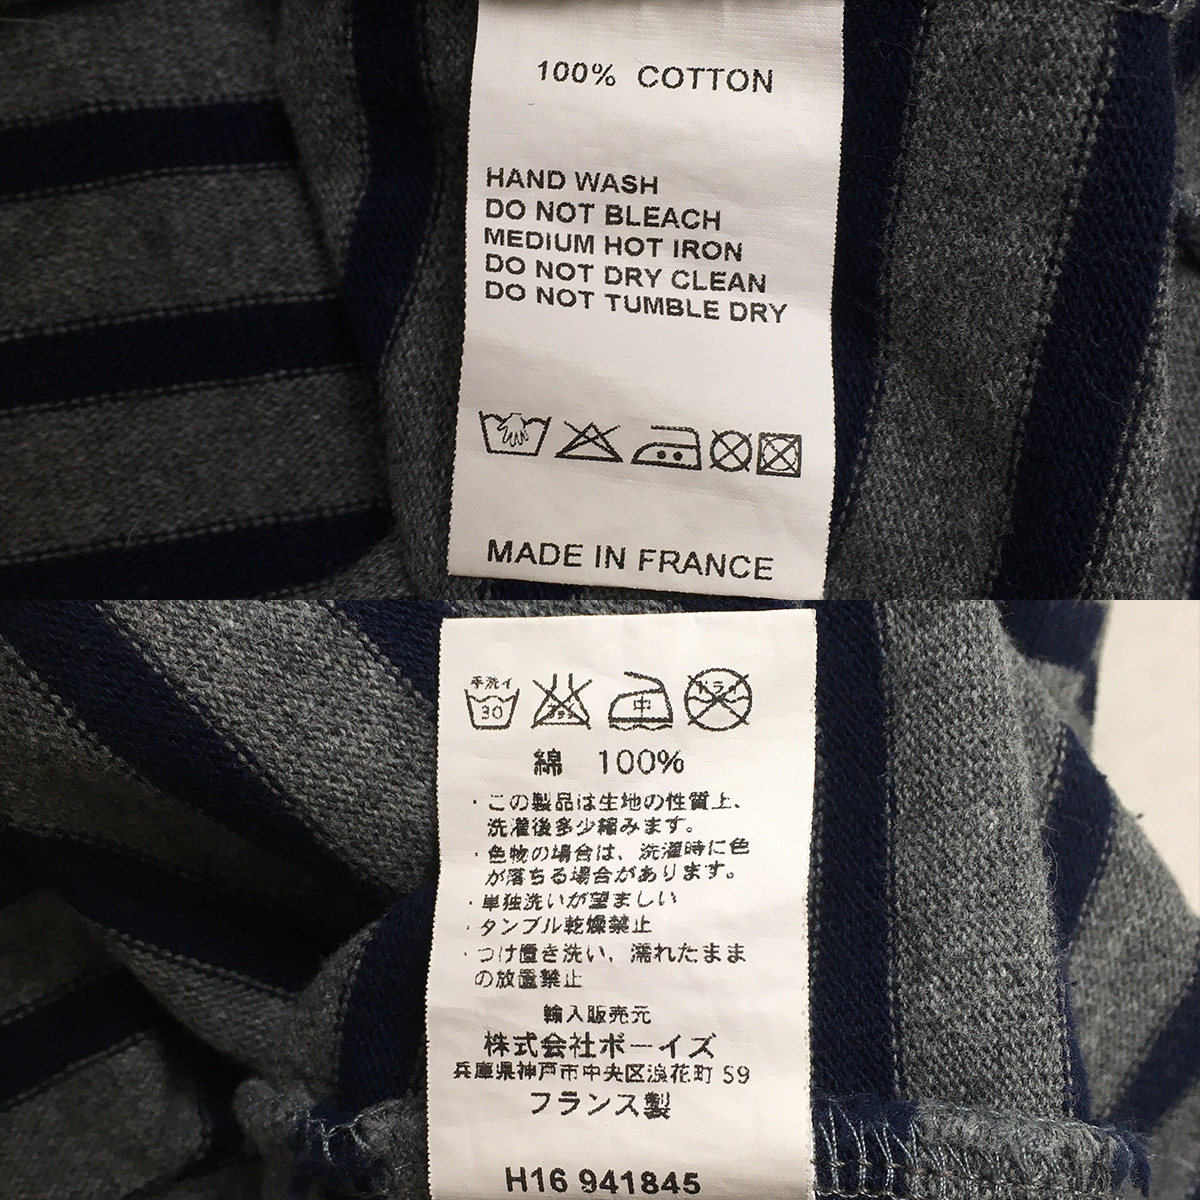 100% COTTON
HAND WASH
DO NOT BLEACH
MEDIUM HOT IRON
DO NOT DRY CLEAN
DO NOT TUMBLE DRY
MADE IN FRANCE
手洗イ
30
中
ドライ
綿 100%
・この製品は生地の性質上、
洗濯後多少縮みます。
・色物の場合は、洗濯時に色
が落ちる場合があります。
・単独洗いが望ましい
・タンブル乾燥禁止
・つけ置き洗い、濡れたまま
の放置禁止
輸入販売元
株式会社ボーイズ
兵庫県神戸市中央区浪花町 59
フランス製
H16 941845